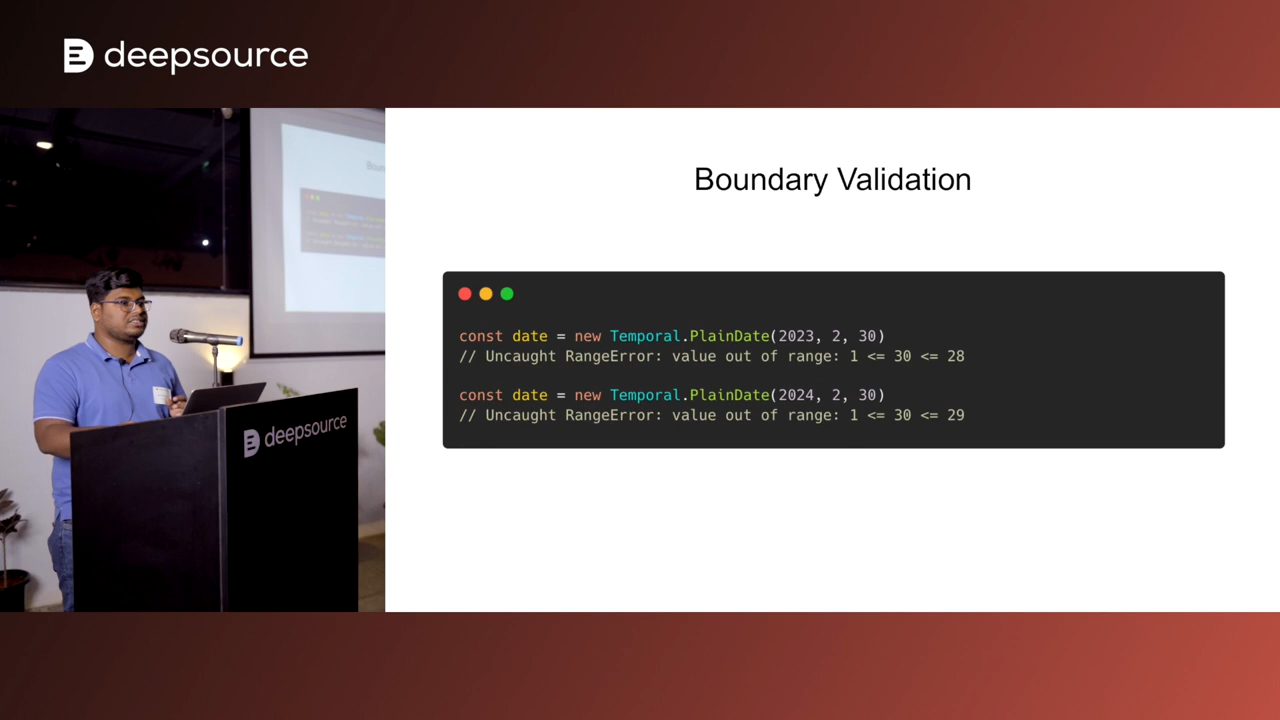 deepsource
Boundary Validation
const date = new Temporal.PlainDate(2023, 2, 30)
// Uncaught RangeError: value out of range: 1 <= 30 <= 28
const date = new Temporal.PlainDate(2024, 2, 30)
// Uncaught RangeError: value out of range: 1 <= 30 <= 29
deepsource